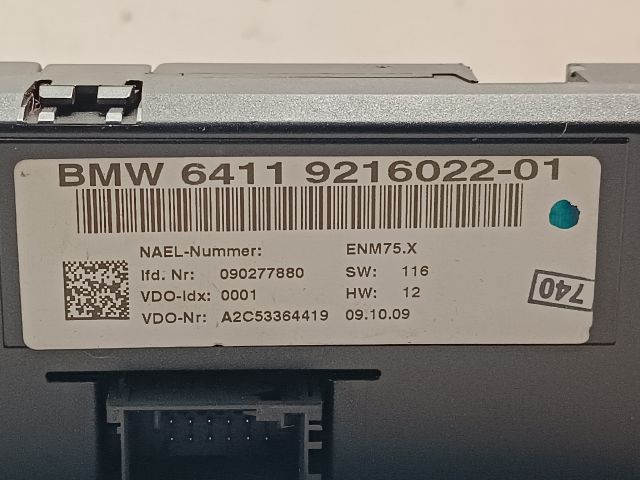 BMW 6411 9216022-01
NAEL-Nummer: ENM75.X
lfd. Nr: 090277880 SW: 116
VDO-Idx: 0001 HW: 12
VDO-Nr: A2C53364419 09.10.09
740